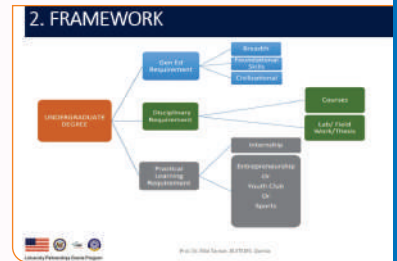 2. FRAMEWORK
Gen Ed
Requirement
Breadth
Foundational
Skills
Civilizational
UNDERGRADUATE
DEGREE
Disciplinary
Requirement
Courses
Lab/ Field
Work/Thesis
Practical
Learning
Requirement
Internship
Entrepreneurship
Or
Youth Club
Or
Sports
University Partnerships Grants Program